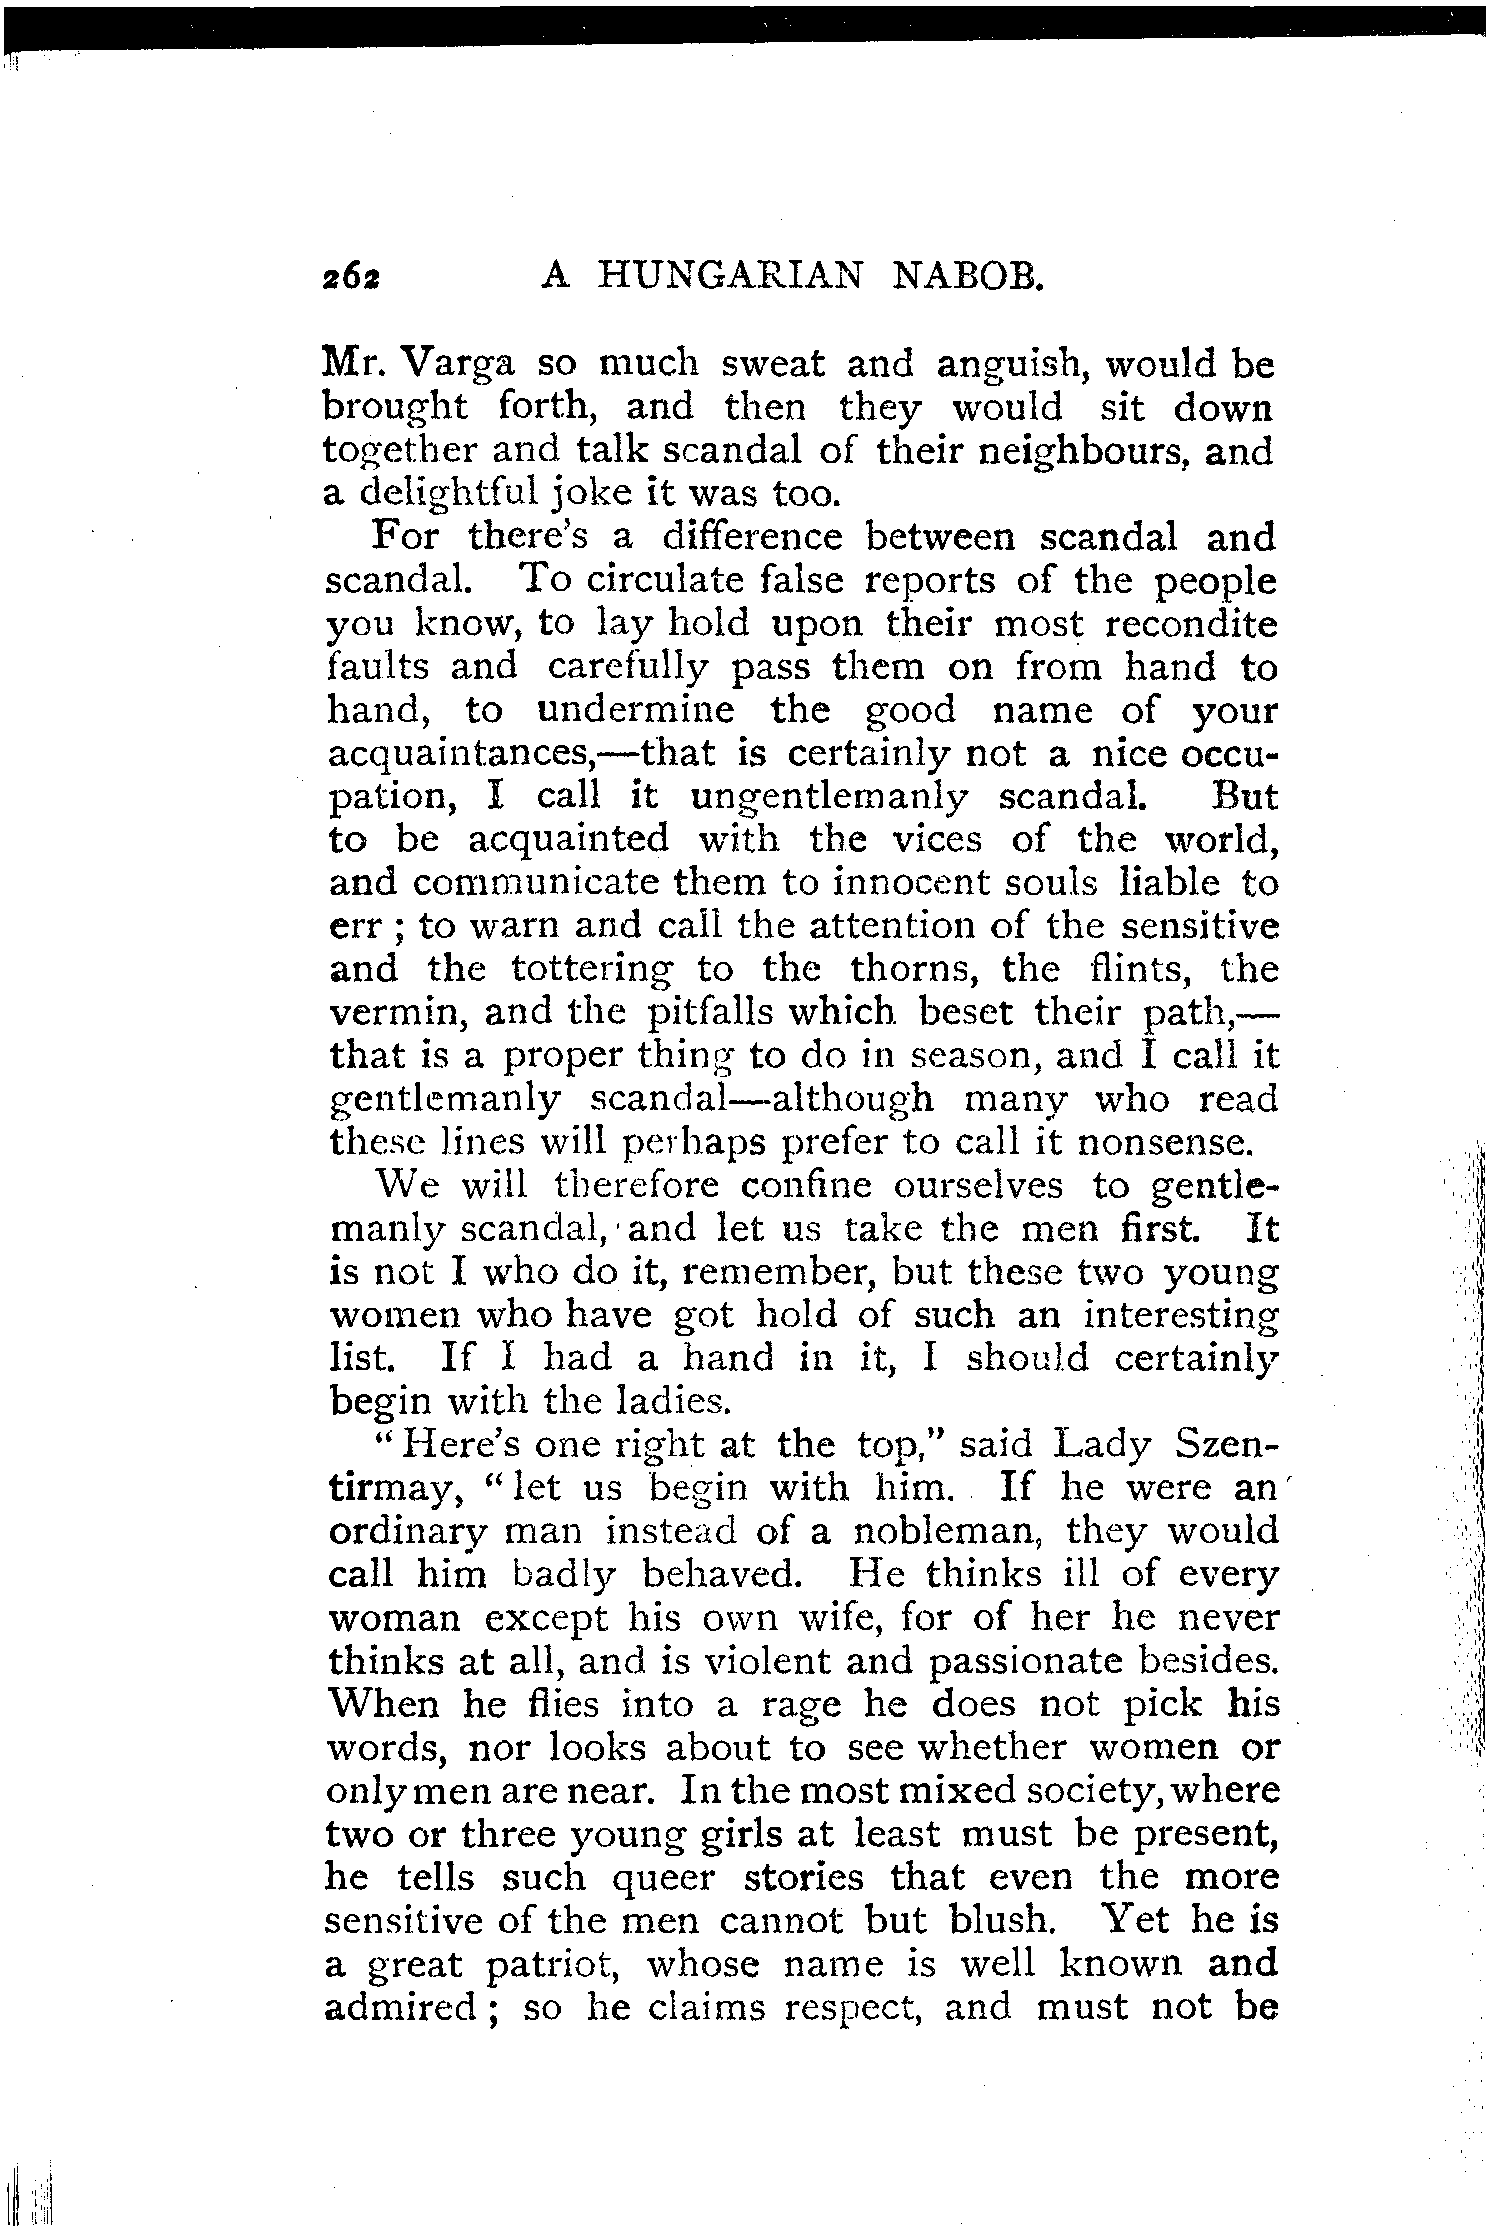 262 A HUNGARIAN NABOB.
Mr. Varga so much sweat and anguish, would be
brought forth, and then they would sit down
together and talk scandal of their neighbours, and
a delightful joke it was too.
For there's a difference between scandal and
scandal. To circulate false reports of the people
you know, to lay hold upon their most recondite
faults and carefully pass them on from hand to
hand, to undermine the good name of your
acquaintances,—that is certainly not a nice occu-
pation, I call it ungentlemanly scandal. But
to be acquainted with the vices of the world,
and communicate them to innocent souls liable to
err ; to warn and call the attention of the sensitive
and the tottering to the thorns, the flints, the
vermin, and the pitfalls which beset their path,—
that is a proper thing to do in season, and I call it
gentlemanly scandal—although many who read
these lines will perhaps prefer to call it nonsense.
We will therefore confine ourselves to gentle-
manly scandal, and let us take the men first. It
is not I who do it, remember, but these two young
women who have got hold of such an interesting
list. If I had a hand in it, I should certainly
begin with the ladies.
"Here's one right at the top," said Lady Szen-
tirmay, "let us begin with him. If he were an
ordinary man instead of a nobleman, they would
call him badly behaved. He thinks ill of every
woman except his own wife, for of her he never
thinks at all, and is violent and passionate besides.
When he flies into a rage he does not pick his
words, nor looks about to see whether women or
only men are near. In the most mixed society, where
two or three young girls at least must be present,
he tells such queer stories that even the more
sensitive of the men cannot but blush. Yet he is
a great patriot, whose name is well known and
admired ; so he claims respect, and must not be